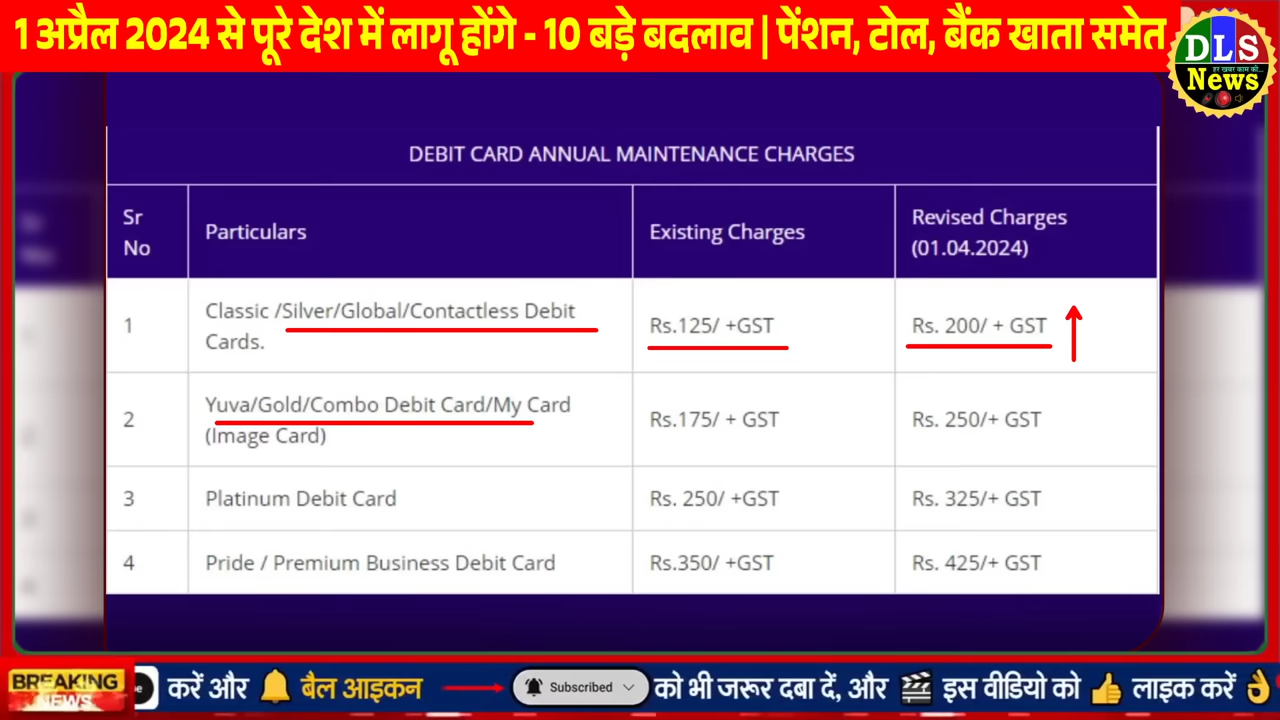 1 अप्रैल 2024 से पूरे देश में लागू होंगे - 10 बड़े बदलाव | पेंशन, टोल, बैंक खाता समेत
DLS
हर खबर काम की...
News
DEBIT CARD ANNUAL MAINTENANCE CHARGES
Sr No
Particulars
Existing Charges
Revised Charges (01.04.2024)
1
Classic /Silver/Global/Contactless Debit
Cards.
Rs.125/ +GST
Rs. 200/ + GST
2
Yuva/Gold/Combo Debit Card/My Card
(Image Card)
Rs.175/ + GST
Rs. 250/+ GST
3
Platinum Debit Card
Rs. 250/ +GST
Rs. 325/+ GST
4
Pride / Premium Business Debit Card
Rs.350/ +GST
Rs. 425/+ GST
BREAKING
NEWS
करें और बैल आइकन Subscribed को भी जरूर दबा दें, और इस वीडियो को लाइक करें